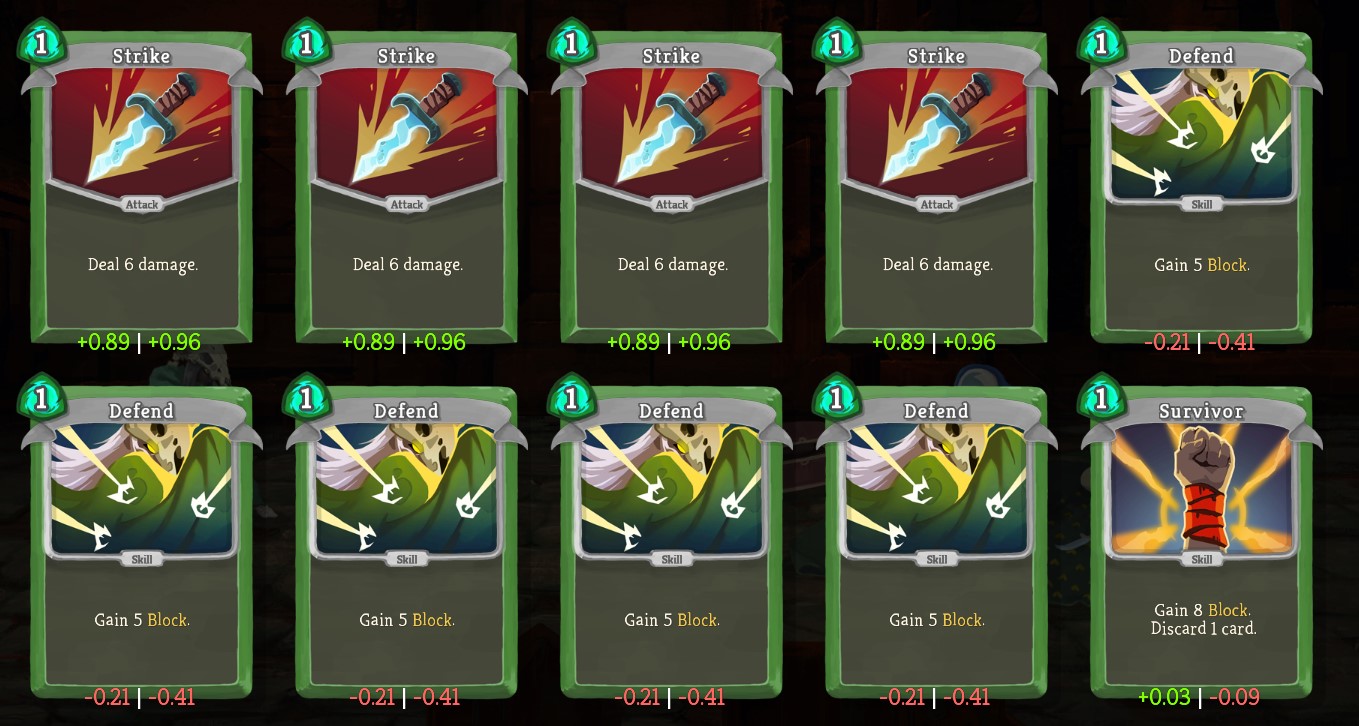 1 1 1 1 1
Strike Strike Strike Strike Defend
Attack Attack Attack Attack Skill
Deal 6 damage. Deal 6 damage. Deal 6 damage. Deal 6 damage. Gain 5 Block.
+0.89 | +0.96 +0.89 | +0.96 +0.89 | +0.96 +0.89 | +0.96 -0.21 | -0.41
1 1 1 1 1
Defend Defend Defend Defend Survivor
Skill Skill Skill Skill Skill
Gain 5 Block. Gain 5 Block. Gain 5 Block. Gain 5 Block. Gain 8 Block.
Discard 1 card.
-0.21 | -0.41 -0.21 | -0.41 -0.21 | -0.41 -0.21 | -0.41 +0.03 | -0.09